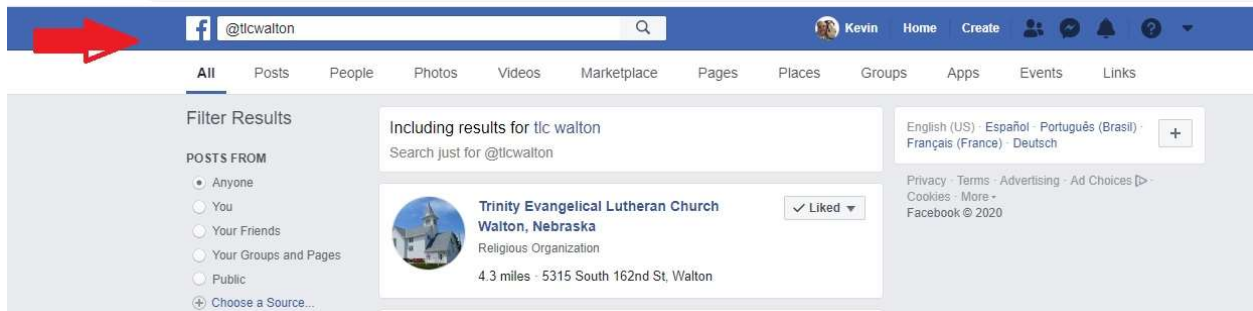 f @tlcwalton Kevin Home Create
All Posts People Photos Videos Marketplace Pages Places Groups Apps Events Links
Filter Results
POSTS FROM
Anyone
You
Your Friends
Your Groups and Pages
Public
Choose a Source...
Including results for tlc walton
Search just for @tlcwalton
Trinity Evangelical Lutheran Church
Walton, Nebraska
Religious Organization
4.3 miles · 5315 South 162nd St, Walton
✓ Liked
English (US) · Español · Português (Brasil) ·
Français (France) · Deutsch
+
Privacy · Terms · Advertising · Ad Choices ·
Cookies · More
Facebook © 2020